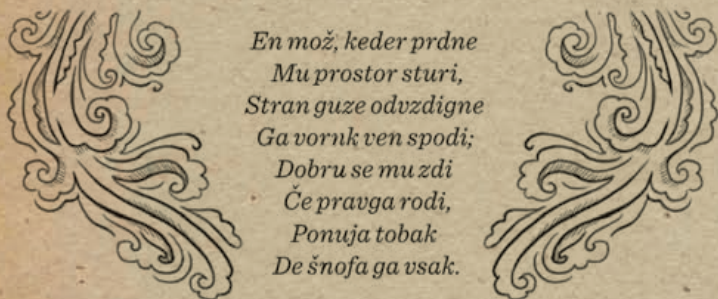 En mož, keder prdne
Mu prostor sturi,
Stran guze odvzdigne
Ga vornk ven spodi;
Dobru se mu zdi
Če pravga rodi,
Ponuja tobak
De šnofa ga vsak.